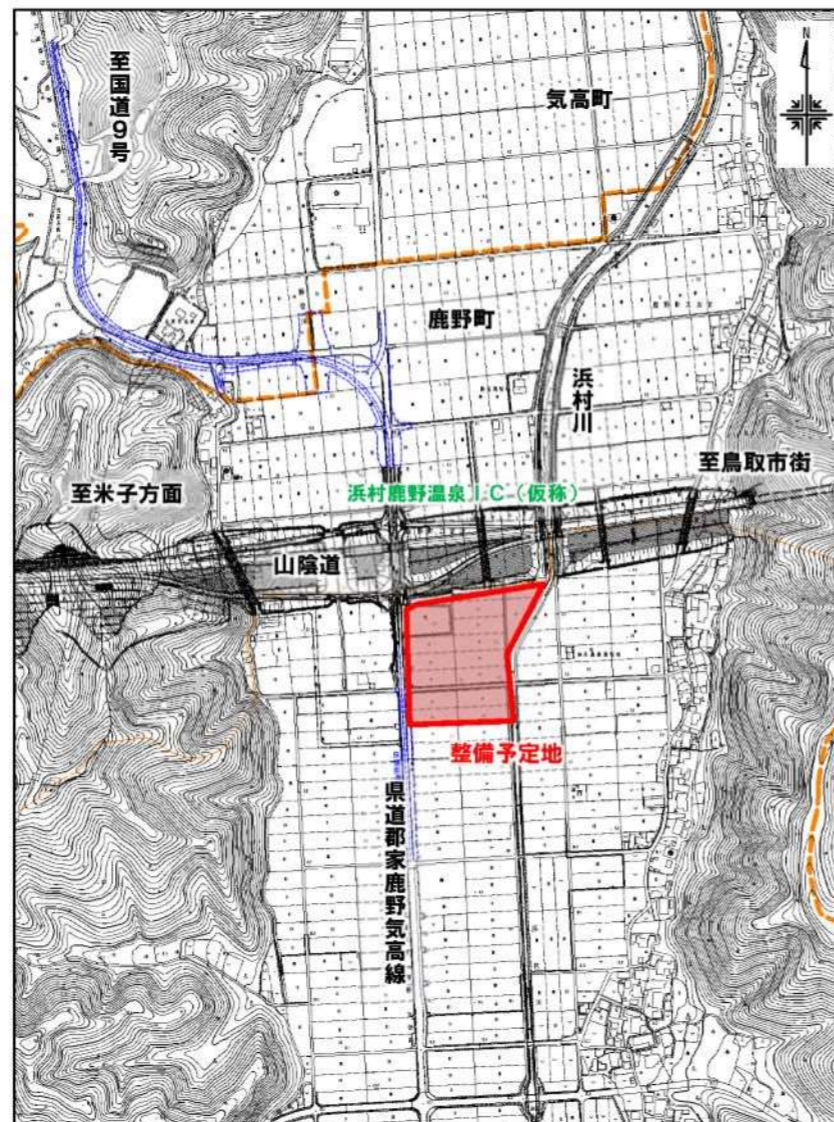 N
至国道9号
気高町
鹿野町
浜村川
至鳥取市街
至米子方面
浜村鹿野温泉IC(仮称)
山陰道
整備予定地
県道郡家鹿野気高線